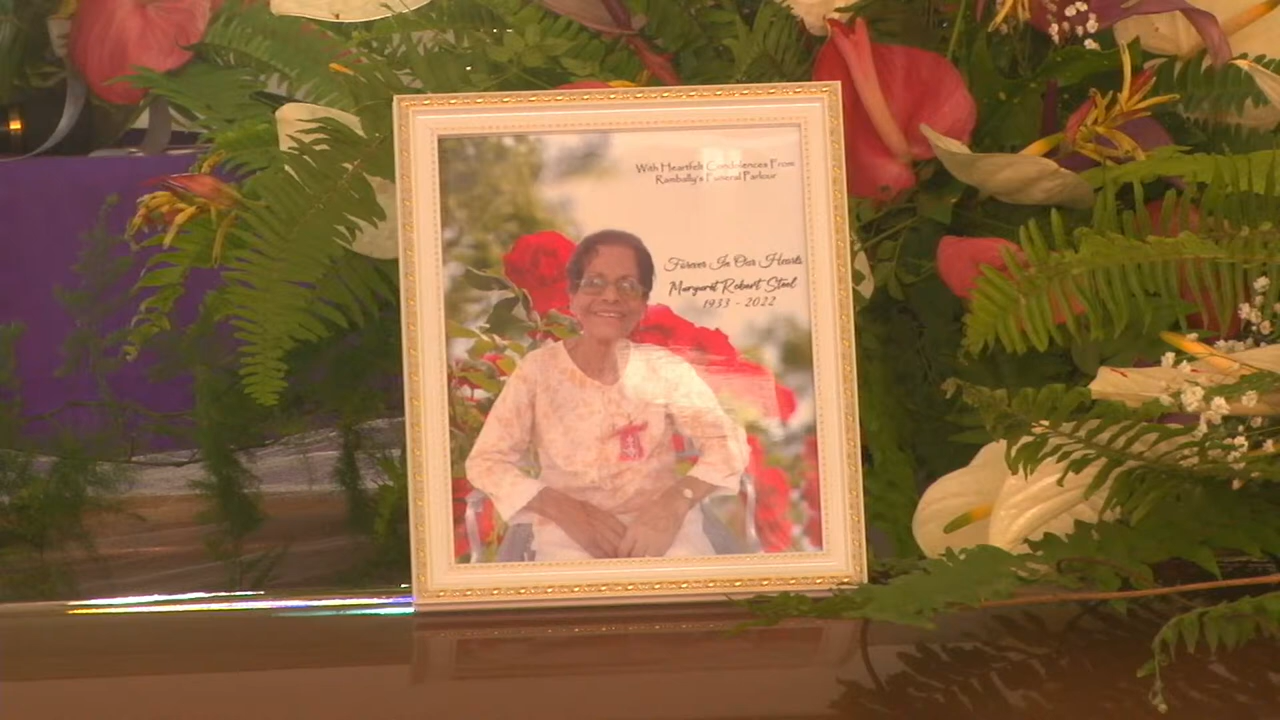 With Heartfelt Condolences From
Rambally's Funeral Parlour
Forever In Our Hearts
Margaret Robert Steel
1933 - 2022